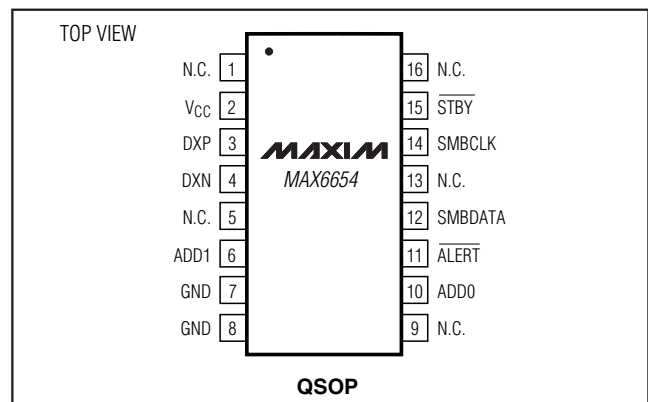 TOP VIEW
N.C. 1
VCC 2
DXP 3
DXN 4
N.C. 5
ADD1 6
GND 7
GND 8
MAXIM
MAX6654
16 N.C.
15 STBY
14 SMBCLK
13 N.C.
12 SMBDATA
11 ALERT
10 ADD0
9 N.C.
QSOP